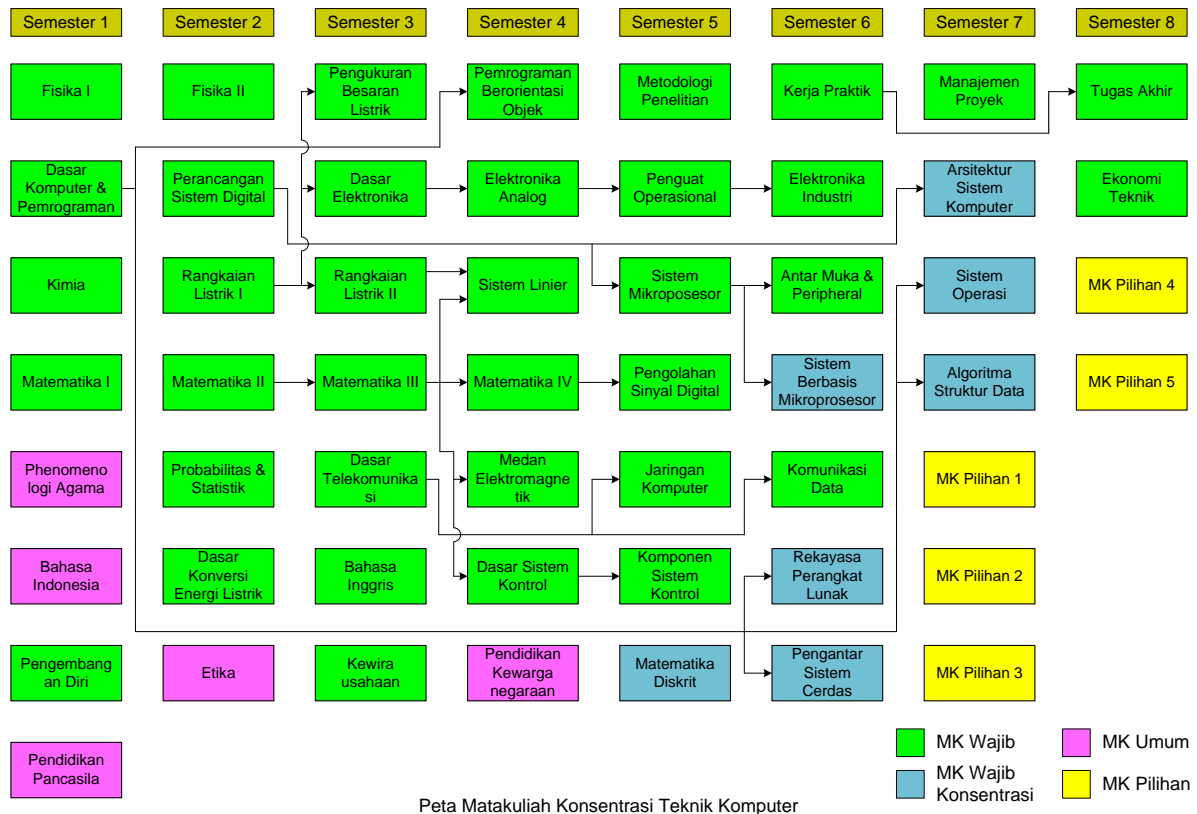 Semester 1
Semester 2
Semester 3
Semester 4
Semester 5
Semester 6
Semester 7
Semester 8
Fisika I
Fisika II
Pengukuran
Besaran
Listrik
Pemrograman
Berorientasi
Objek
Metodologi
Penelitian
Kerja Praktik
Manajemen
Proyek
Tugas Akhir
Dasar
Komputer &
Pemrograman
Perancangan
Sistem Digital
Dasar
Elektronika
Elektronika
Analog
Penguat
Operasional
Elektronika
Industri
Arsitektur
Sistem
Komputer
Ekonomi
Teknik
Kimia
Rangkaian
Listrik I
Rangkaian
Listrik II
Sistem Linier
Sistem
Mikroposesor
Antar Muka &
Peripheral
Sistem
Operasi
MK Pilihan 4
Matematika I
Matematika II
Matematika III
Matematika IV
Pengolahan
Sinyal Digital
Sistem
Berbasis
Mikroprosesor
Algoritma
Struktur Data
MK Pilihan 5
Phenomeno
logi Agama
Probabilitas &
Statistik
Dasar
Telekomunika
si
Medan
Elektromagne
tik
Jaringan
Komputer
Komunikasi
Data
MK Pilihan 1
Bahasa
Indonesia
Dasar
Konversi
Energi Listrik
Bahasa
Inggris
Dasar Sistem
Kontrol
Komponen
Sistem
Kontrol
Rekayasa
Perangkat
Lunak
MK Pilihan 2
Pengembang
an Diri
Etika
Kewira
usahaan
Pendidikan
Kewarga
negaraan
Matematika
Diskrit
Pengantar
Sistem
Cerdas
MK Pilihan 3
Pendidikan
Pancasila
MK Wajib
MK Umum
MK Wajib
Konsentrasi
MK Pilihan
Peta Matakuliah Konsentrasi Teknik Komputer